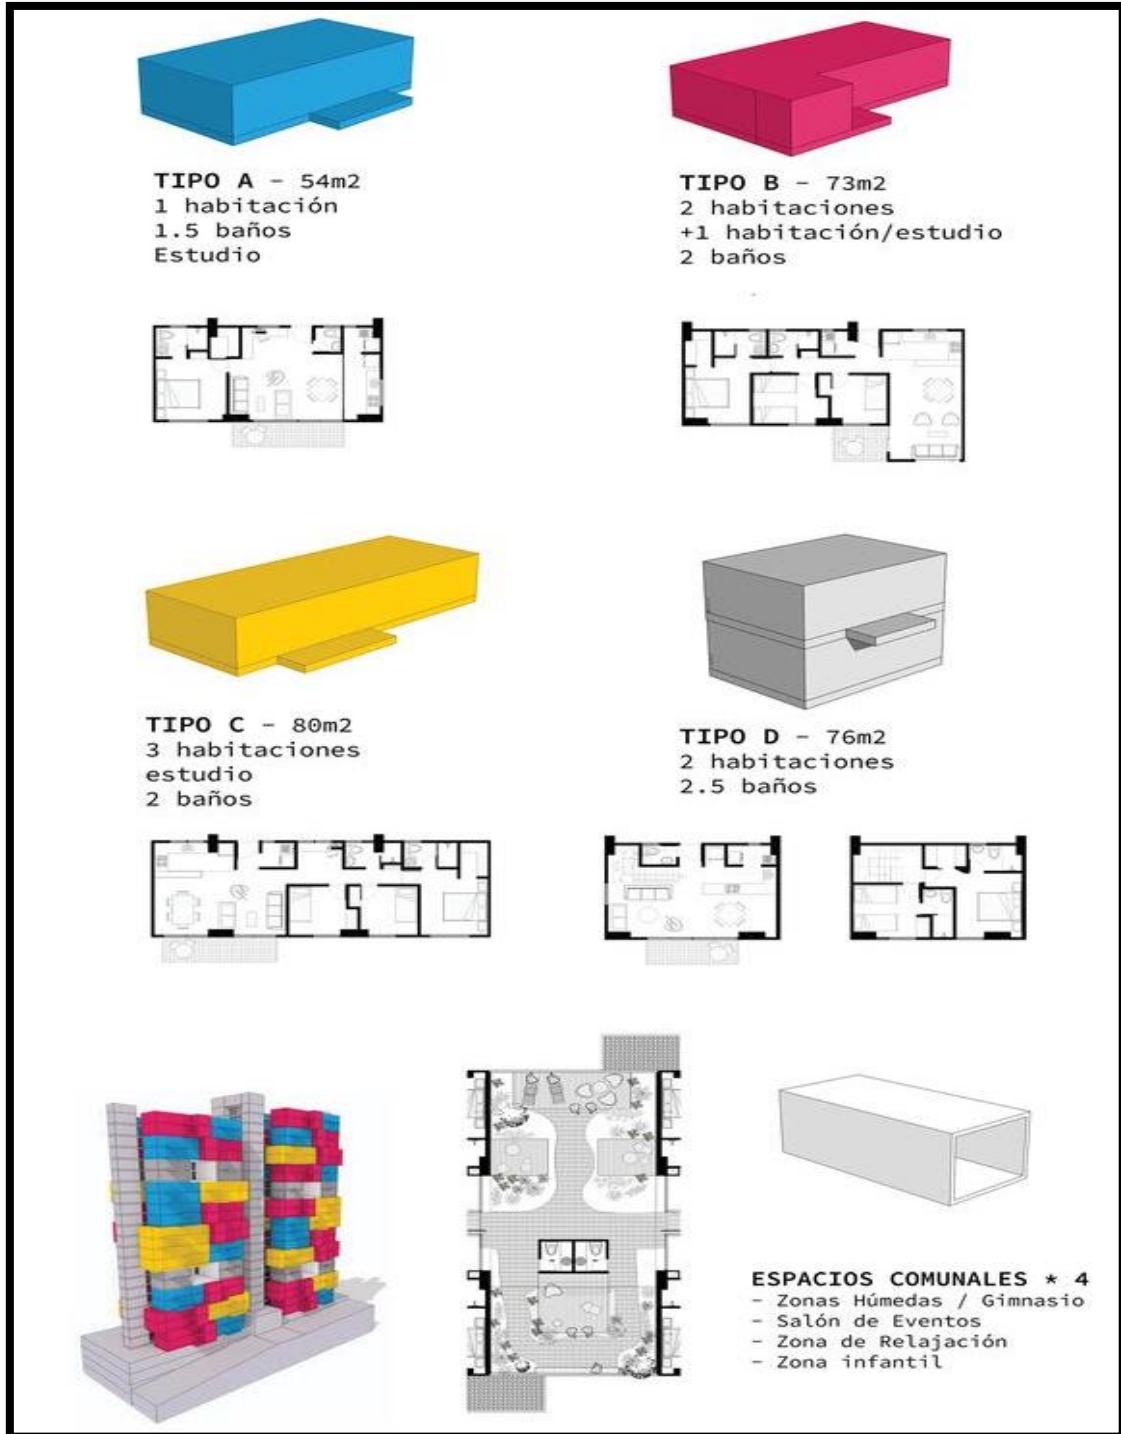 TIPO A - 54m2
1 habitación
1.5 baños
Estudio
TIPO B - 73m2
2 habitaciones
+1 habitación/estudio
2 baños
TIPO C - 80m2
3 habitaciones
estudio
2 baños
TIPO D - 76m2
2 habitaciones
2.5 baños
ESPACIOS COMUNALES * 4
- Zonas Húmedas / Gimnasio
- Salón de Eventos
- Zona de Relajación
- Zona infantil